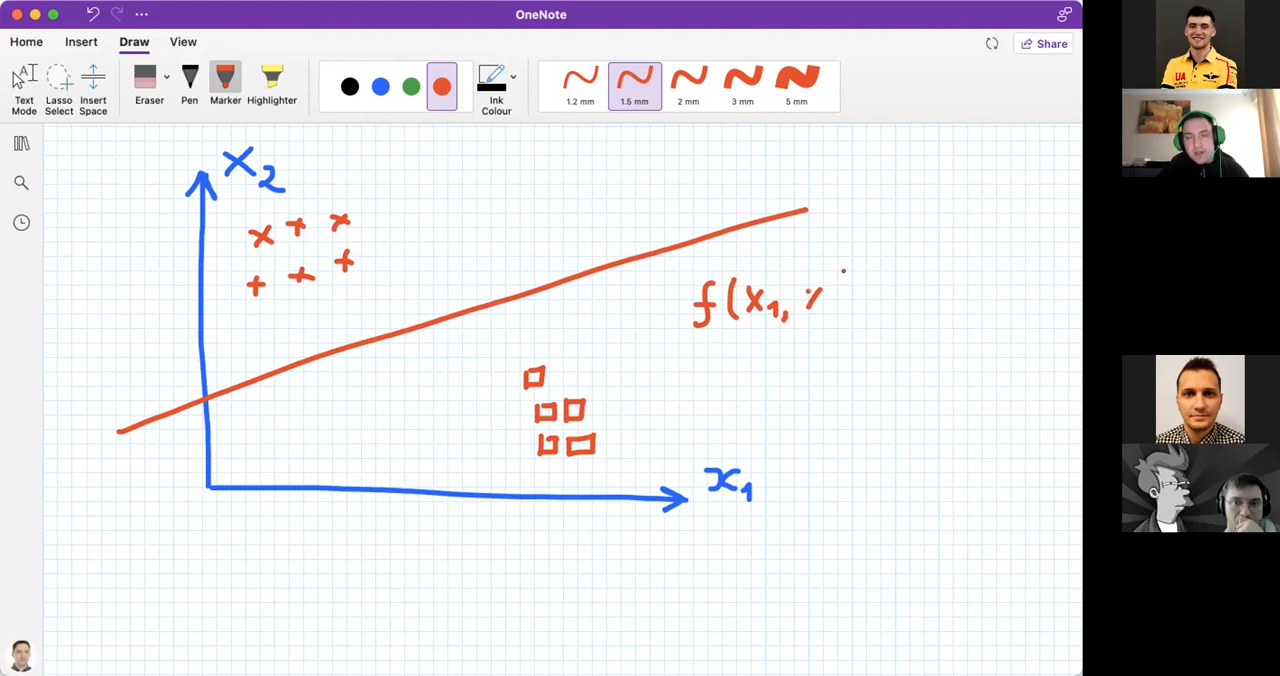 OneNote
Home Insert Draw View
Share
Text Mode
Lasso Select
Insert Space
Eraser
Pen
Marker
Highlighter
Ink Colour
1.2 mm
1.5 mm
2 mm
3 mm
5 mm
x2
f(x1, x
x1
UA